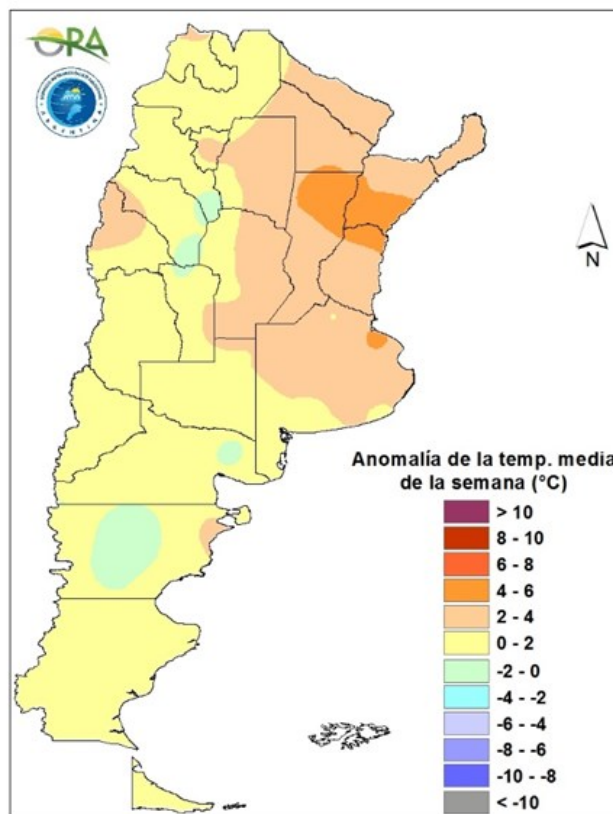 ORA
ARGENTINA
N
Anomalía de la temp. media
de la semana (°C)
> 10
8 - 10
6 - 8
4 - 6
2 - 4
0 - 2
-2 - 0
-4 - -2
-6 - -4
-8 - -6
-10 - -8
< -10